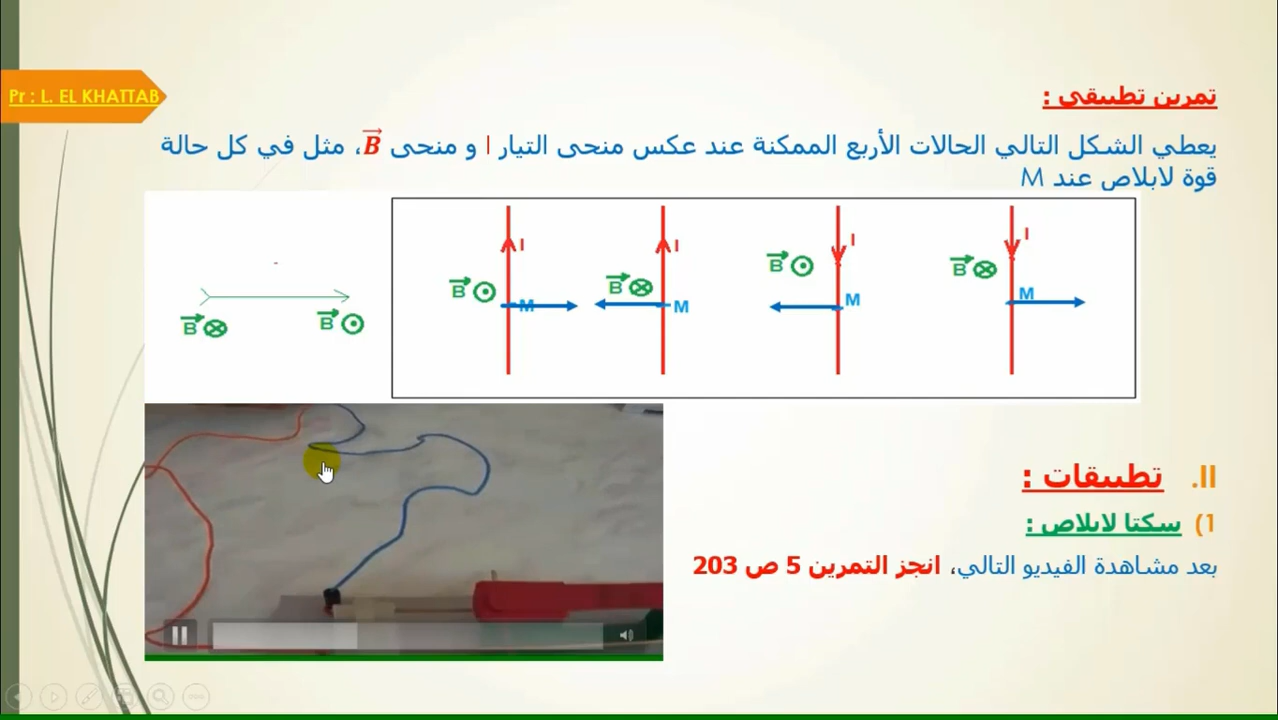 Pr : L. EL KHATTAB
تمرين تطبيقي :
يعطي الشكل التالي الحالات الأربع الممكنة عند عكس منحى التيار I و منحى B، مثل في كل حالة
قوة لابلاص عند M
B B
B I M
B I M
B I M
B I M
II. تطبيقات :
1) سكتا لابلاص :
بعد مشاهدة الفيديو التالي، انجز التمرين 5 ص 203